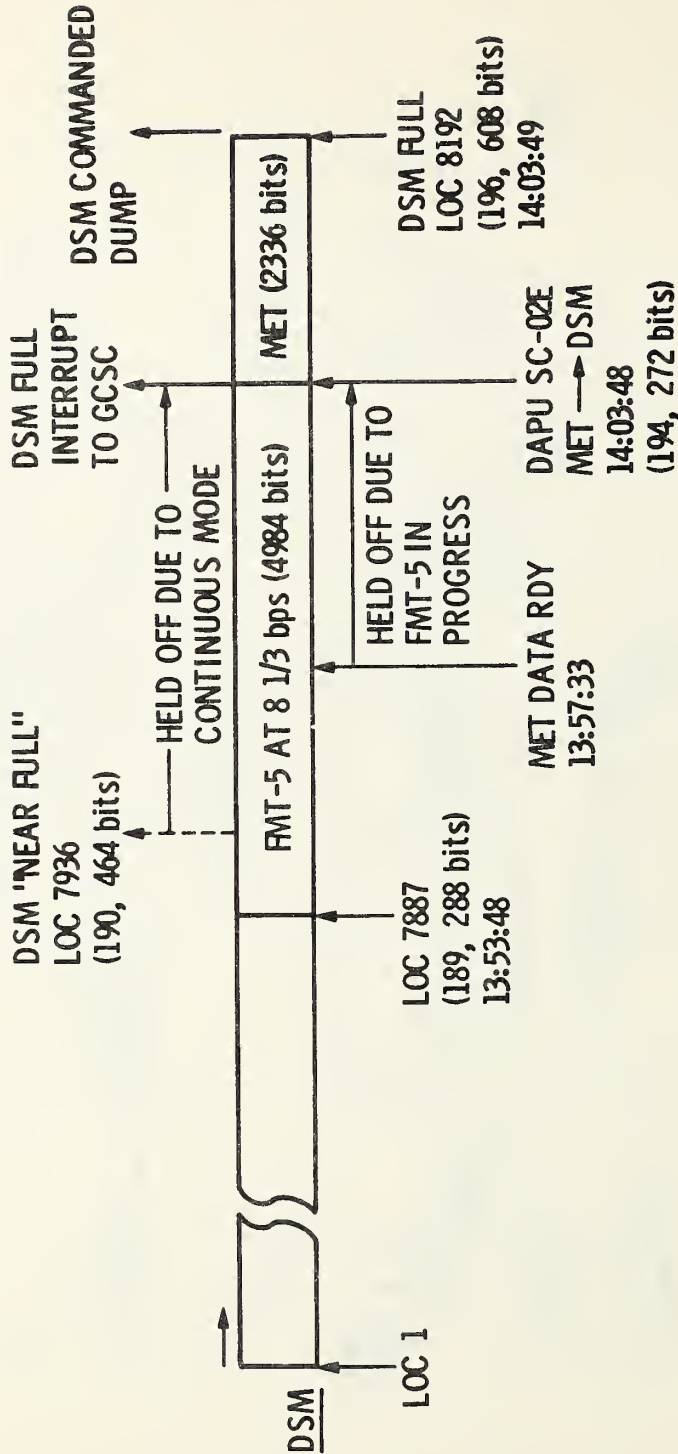 DSM "NEAR FULL"
LOC 7936
(190, 464 bits)
DSM FULL
INTERRUPT
TO GCSC
DSM COMMANDED
DUMP
HELD OFF DUE TO
CONTINUOUS MODE
DSM
FMT-5 AT 8 1/3 bps (4984 bits)
MET (2336 bits)
LOC 1
LOC 7887
(189, 288 bits)
13:53:48
HELD OFF DUE TO
FMT-5 IN
PROGRESS
MET DATA RDY
13:57:33
DAPU SC-02E
MET → DSM
14:03:48
(194, 272 bits)
DSM FULL
LOC 8192
(196, 608 bits)
14:03:49